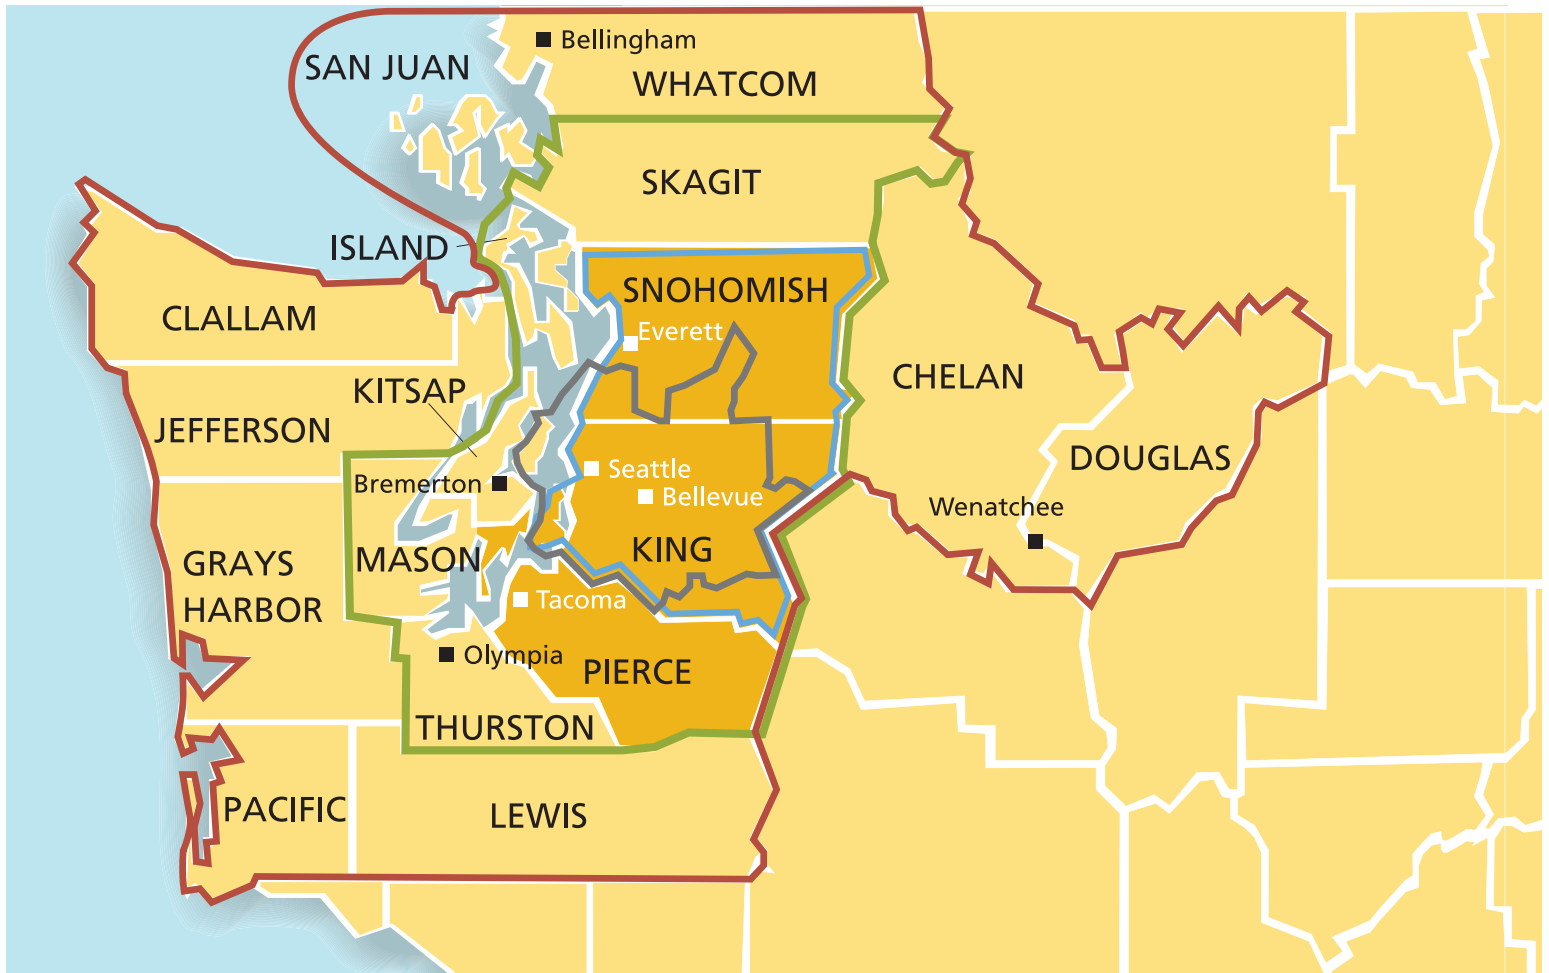 Bellingham
SAN JUAN
WHATCOM
SKAGIT
ISLAND
SNOHOMISH
CLALLAM
Everett
CHELAN
KITSAP
JEFFERSON
DOUGLAS
Seattle
Bremerton
Bellevue
Wenatchee
KING
MASON
GRAYS
HARBOR
Tacoma
Olympia
PIERCE
THURSTON
PACIFIC
LEWIS